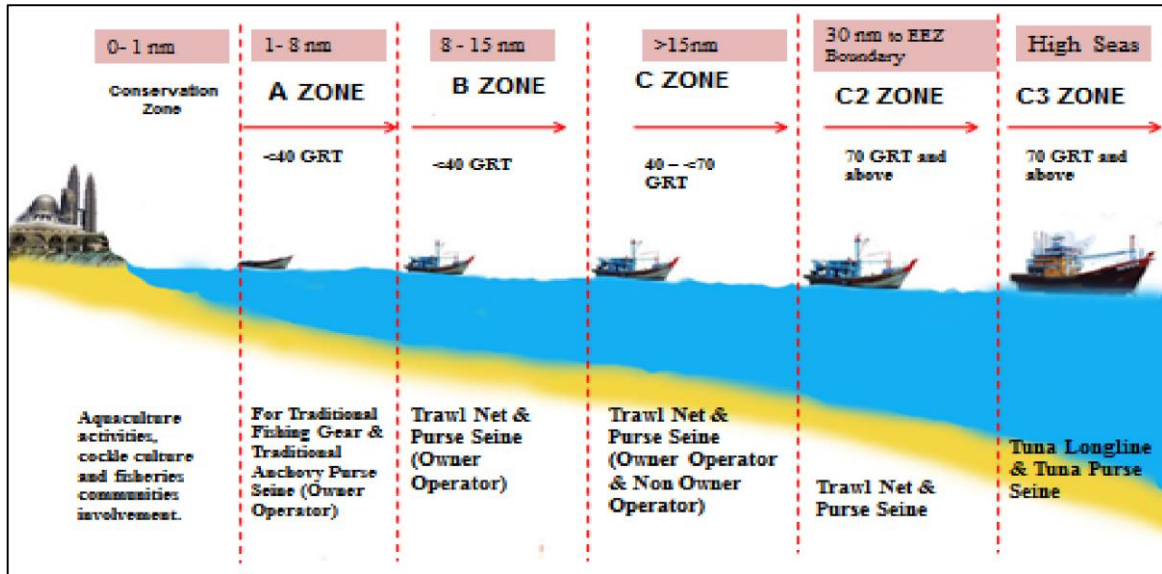 0- 1 nm
Conservation
Zone
1- 8 nm
A ZONE
<40 GRT
8 - 15 nm
B ZONE
<40 GRT
>15nm
C ZONE
40 – <70
GRT
30 nm to EEZ
Boundary
C2 ZONE
70 GRT and
above
High Seas
C3 ZONE
70 GRT and
above
Aquaculture
activities,
cockle culture
and fisheries
communities
involvement.
For Traditional
Fishing Gear &
Traditional
Anchovy Purse
Seine (Owner
Operator)
Trawl Net &
Purse Seine
(Owner
Operator)
Trawl Net &
Purse Seine
(Owner Operator
& Non Owner
Operator)
Trawl Net &
Purse Seine
Tuna Longline
& Tuna Purse
Seine